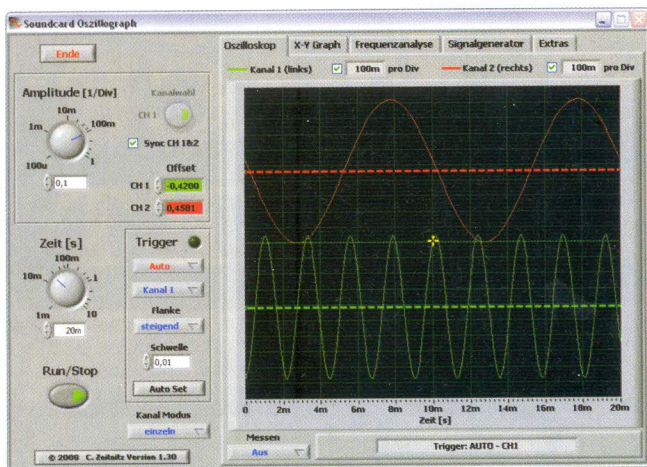 Soundcard Oszillograph
Ende
Amplitude [1/Div]
10m
1m
100m
100u
1
0,1
Kanalwahl
CH 1
Sync CH 1&2
Offset
CH 1 -0,4200
CH 2 0,4581
Zeit [s]
100m
10m
1
1m
10
20m
Run/Stop
Trigger
Auto
Kanal 1
Flanke
steigend
Schwelle
0,01
Auto Set
Kanal Modus
einzeln
© 2008 C. Zeitnitz Version 1.30
Oszilloskop X-Y Graph Frequenzanalyse Signalgenerator Extras
Kanal 1 (links) 100m pro Div Kanal 2 (rechts) 100m pro Div
0 2m 4m 6m 8m 10m 12m 14m 16m 18m 20m
Zeit [s]
Messen
Aus
Trigger: AUTO - CH1